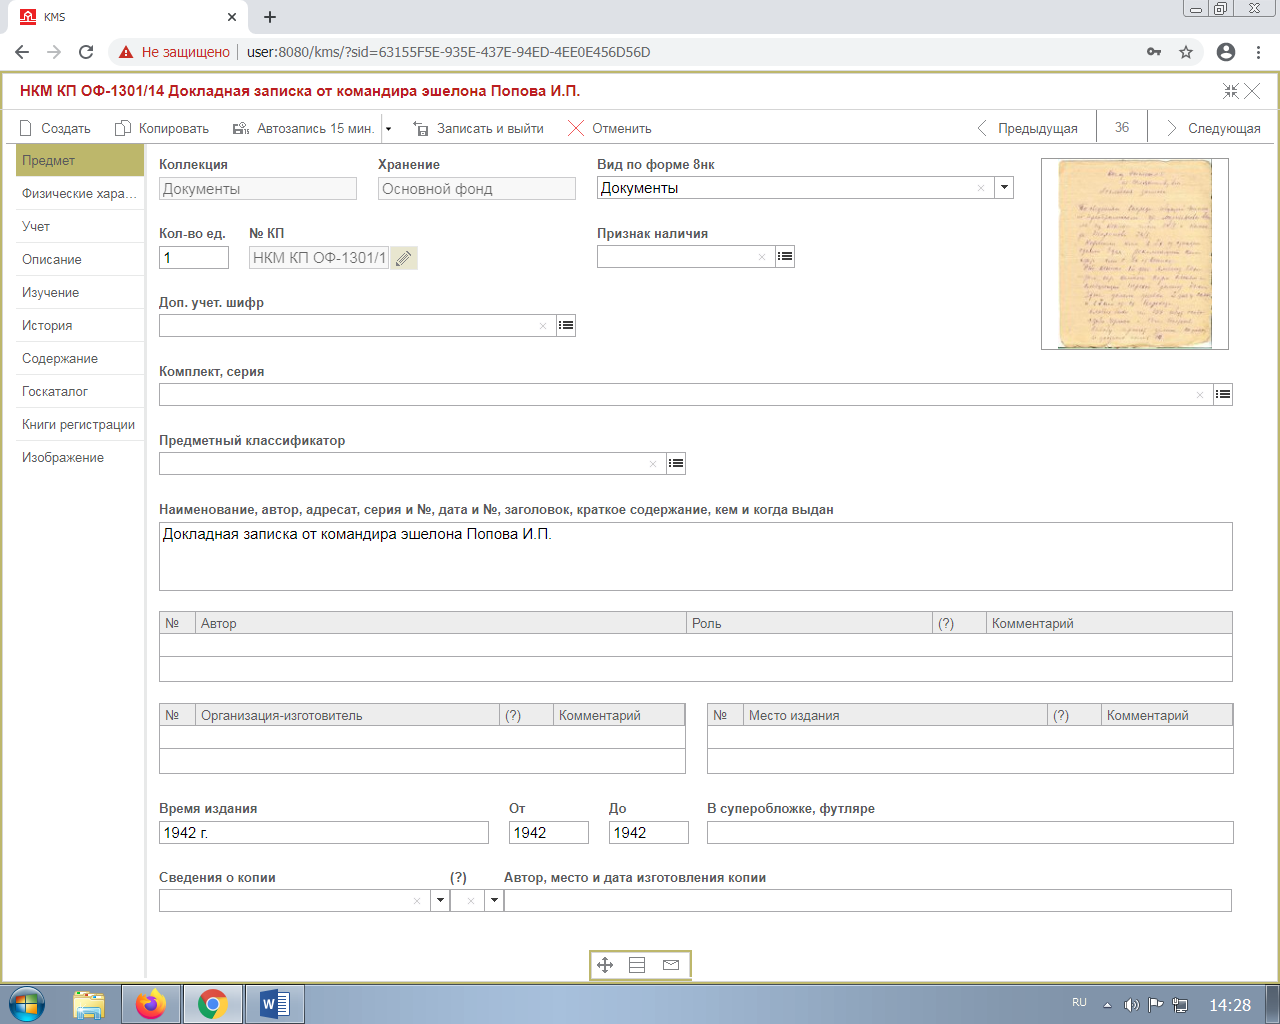 KMS
Не защищено
user:8080/kms/?sid=63155F5E-935E-437E-94ED-4EE0E456D56D
НКМ КП ОФ-1301/14 Докладная записка от командира эшелона Попова И.П.
Создать
Копировать
Автозапись 15 мин.
Записать и выйти
Отменить
Предыдущая
36
Следующая
Предмет
Физические хара...
Учет
Описание
Изучение
История
Содержание
Госкаталог
Книги регистрации
Изображение
Коллекция
Хранение
Вид по форме 8нк
Документы
Основной фонд
Документы
Кол-во ед.
№ КП
Признак наличия
1
НКМ КП ОФ-1301/1
Доп. учет. шифр
Комплект, серия
Предметный классификатор
Наименование, автор, адресат, серия и №, дата и №, заголовок, краткое содержание, кем и когда выдан
Докладная записка от командира эшелона Попова И.П.
№ Автор Роль (?) Комментарий
№ Организация-изготовитель (?) Комментарий
№ Место издания (?) Комментарий
Время издания
От
До
В суперобложке, футляре
1942 г.
1942
1942
Сведения о копии
(?)
Автор, место и дата изготовления копии
RU
14:28